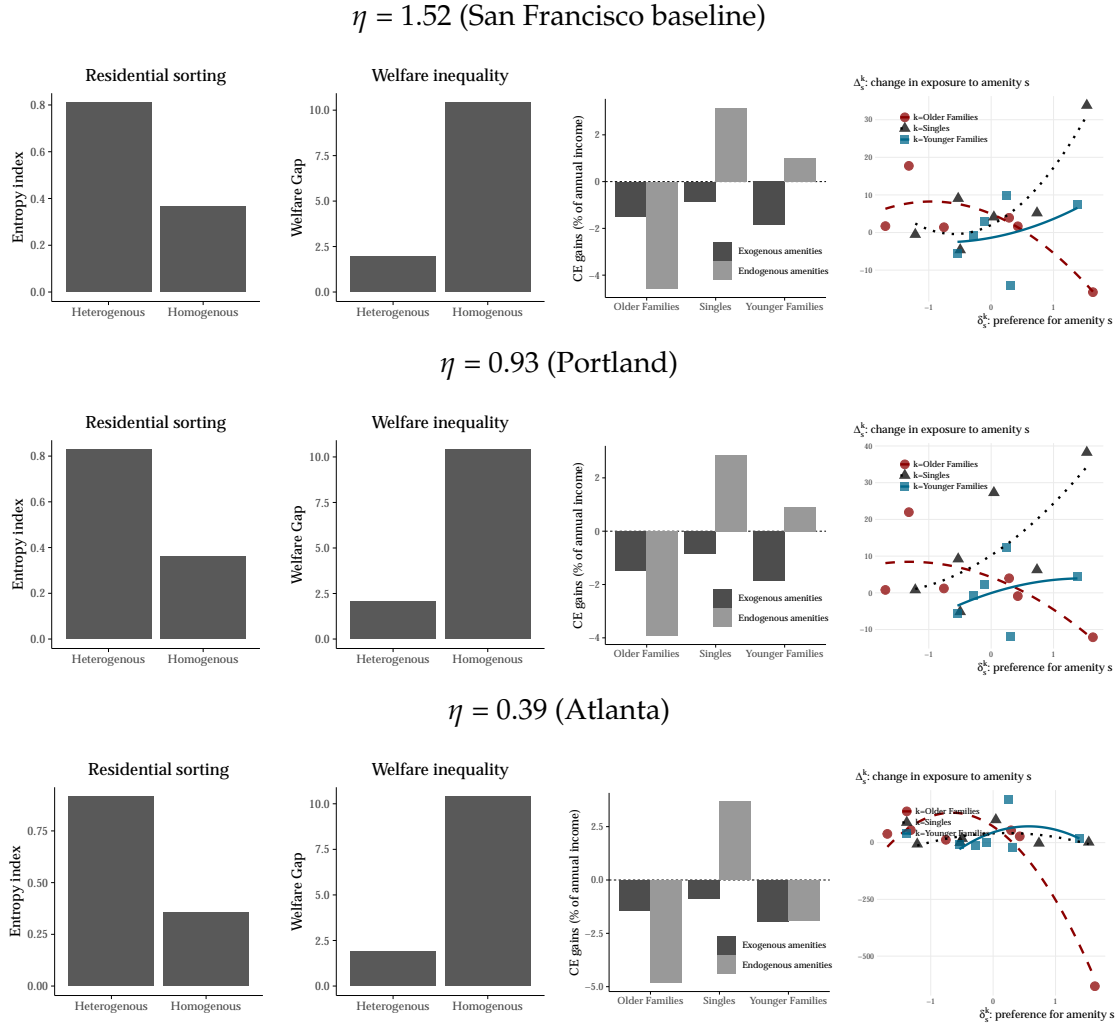 η = 1.52 (San Francisco baseline)
Residential sorting
Entropy index
0.8
0.6
0.4
0.2
0.0
Heterogenous Homogenous
Welfare inequality
Welfare Gap
10.0
7.5
5.0
2.5
0.0
Heterogenous Homogenous
CE gains (% of annual income)
2
0
−2
−4
Exogenous amenities
Endogenous amenities
Older Families Singles Younger Families
Δₛᵏ: change in exposure to amenity s
30
20
10
0
−10
k=Older Families
k=Singles
k=Younger Families
−1 0 1
δₛᵏ: preference for amenity s
η = 0.93 (Portland)
Residential sorting
Entropy index
0.8
0.6
0.4
0.2
0.0
Heterogenous Homogenous
Welfare inequality
Welfare Gap
10.0
7.5
5.0
2.5
0.0
Heterogenous Homogenous
CE gains (% of annual income)
2
0
−2
−4
Exogenous amenities
Endogenous amenities
Older Families Singles Younger Families
Δₛᵏ: change in exposure to amenity s
40
30
20
10
0
−10
k=Older Families
k=Singles
k=Younger Families
−1 0 1
δₛᵏ: preference for amenity s
η = 0.39 (Atlanta)
Residential sorting
Entropy index
0.75
0.50
0.25
0.00
Heterogenous Homogenous
Welfare inequality
Welfare Gap
10.0
7.5
5.0
2.5
0.0
Heterogenous Homogenous
CE gains (% of annual income)
2.5
0.0
−2.5
−5.0
Exogenous amenities
Endogenous amenities
Older Families Singles Younger Families
Δₛᵏ: change in exposure to amenity s
0
−250
−500
k=Older Families
k=Singles
k=Younger Families
−1 0 1
δₛᵏ: preference for amenity s